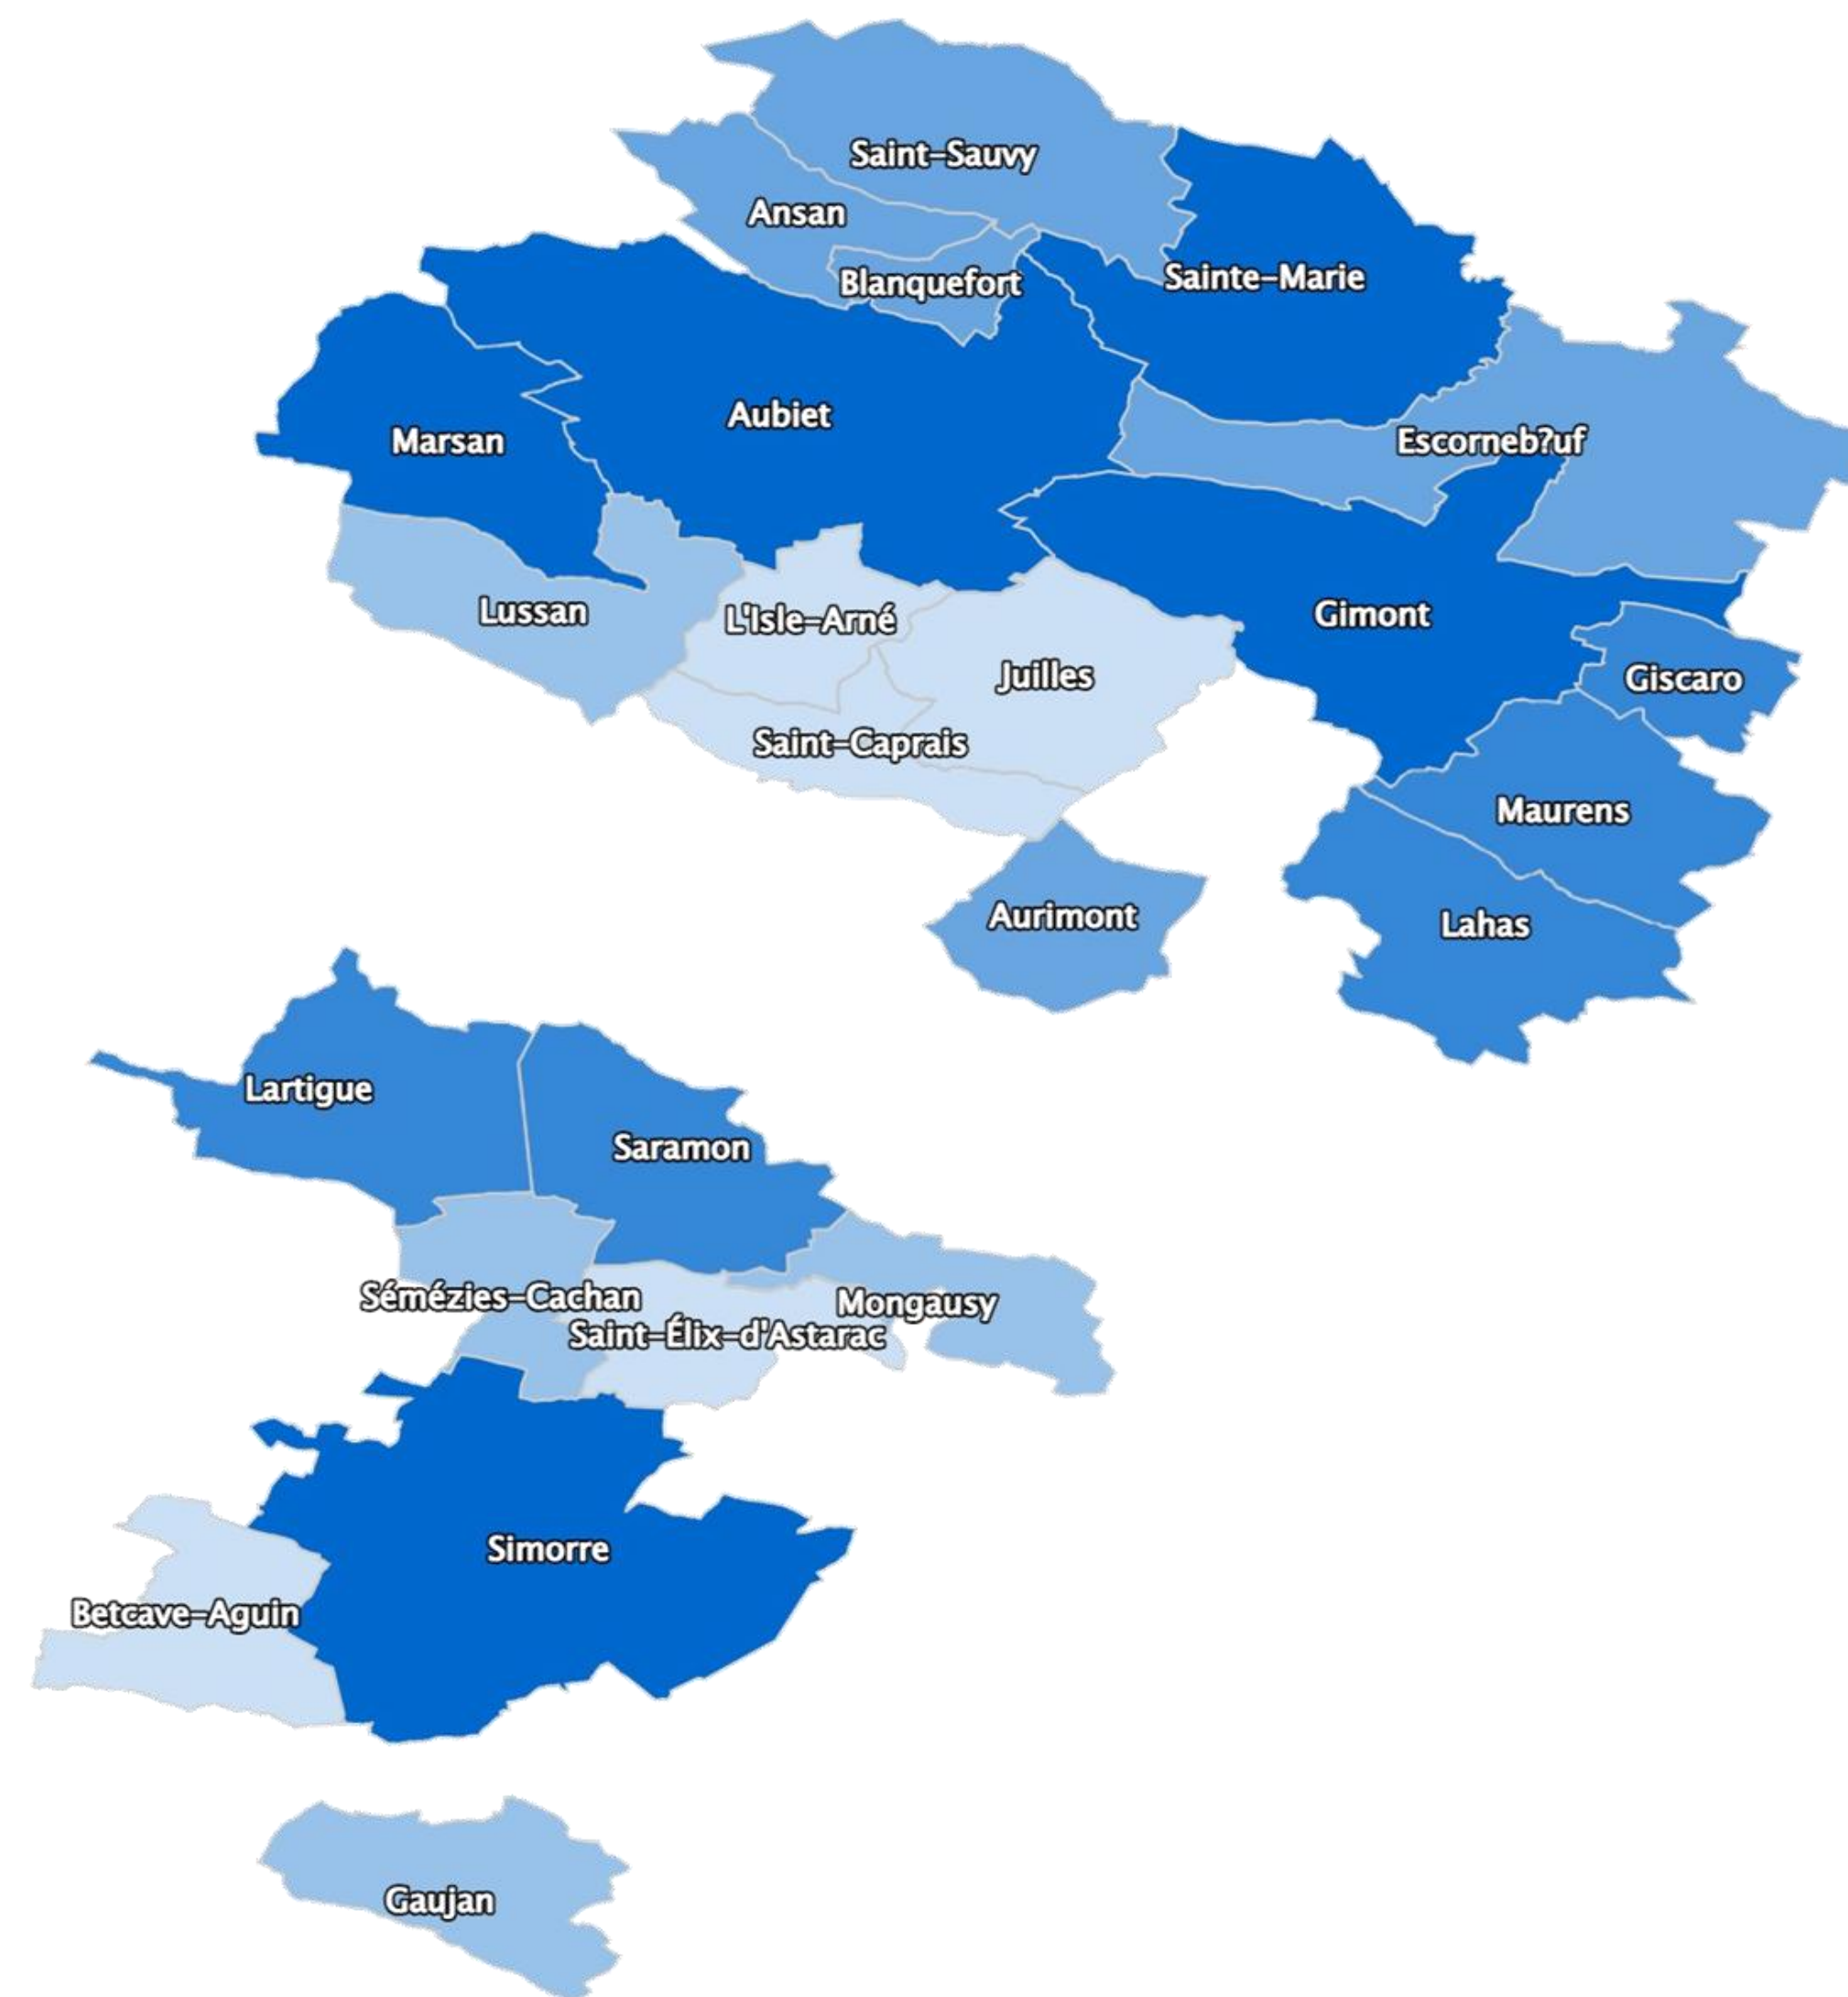 Saint-Sauvy
Ansan
Blanquefort
Sainte-Marie
Aubiet
Marsan
Escorneb?uf
Lussan
L'Isle-Arné
Gimont
Juilles
Giscaro
Saint-Caprais
Maurens
Aurimont
Lahas
Lartigue
Saramon
Sémézies-Cachan
Mongausy
Saint-Élix-d'Astarac
Simorre
Betcave-Aguin
Gaujan